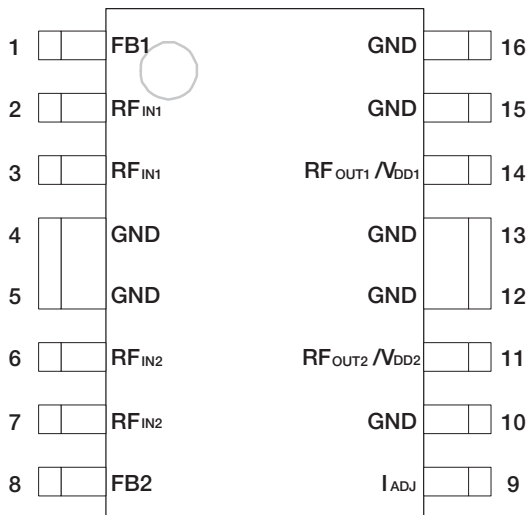 1 FB1 GND 16
2 RFIN1 GND 15
3 RFIN1 RFOUT1 /VDD1 14
4 GND GND 13
5 GND GND 12
6 RFIN2 RFOUT2 /VDD2 11
7 RFIN2 GND 10
8 FB2 IADJ 9